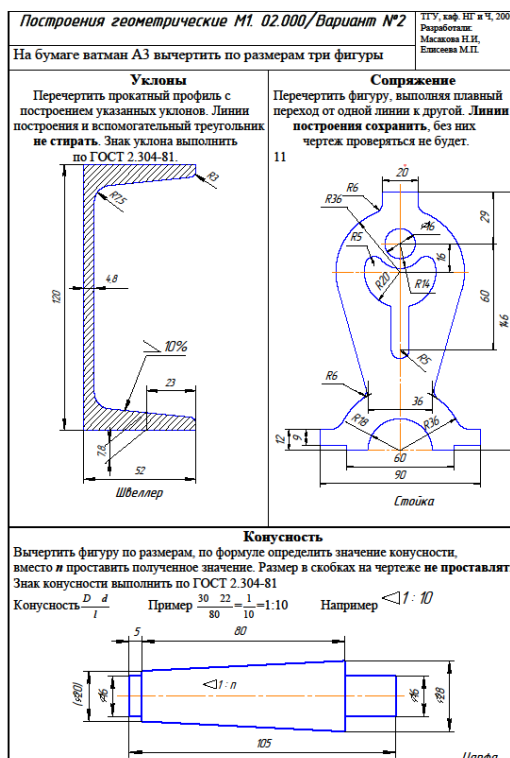 Построения геометрические М1. 02.000/Вариант №2
ТГУ, каф. НГ и Ч, 200
Разработали:
Масакова Н.И,
Елисеева М.П.
На бумаге ватман А3 вычертить по размерам три фигуры
Уклоны
Перечертить прокатный профиль с
построением указанных уклонов. Линии
построения и вспомогательный треугольник
не стирать. Знак уклона выполнить
по ГОСТ 2.304-81.
R3
R7,5
4,8
120
10%
23
7,8
52
Швеллер
Сопряжение
Перечертить фигуру, выполняя плавный
переход от одной линии к другой. Линии
построения сохранить, без них
чертеж проверяться не будет.
11
20
R6
R36
29
⌀16
R5
16
R20
R14
60
146
R5
R6
36
R18
R36
12
9
60
90
Стойка
Конусность
Вычертить фигуру по размерам, по формуле определить значение конусности,
вместо n проставить полученное значение. Размер в скобках на чертеже не проставлят
Знак конусности выполнить по ГОСТ 2.304-81
Конусность D d / l Пример 30 22 / 80 = 1 / 10 =1:10 Например 1 : 10
5
80
(⌀20)
⌀16
1 : n
⌀16
⌀28
105